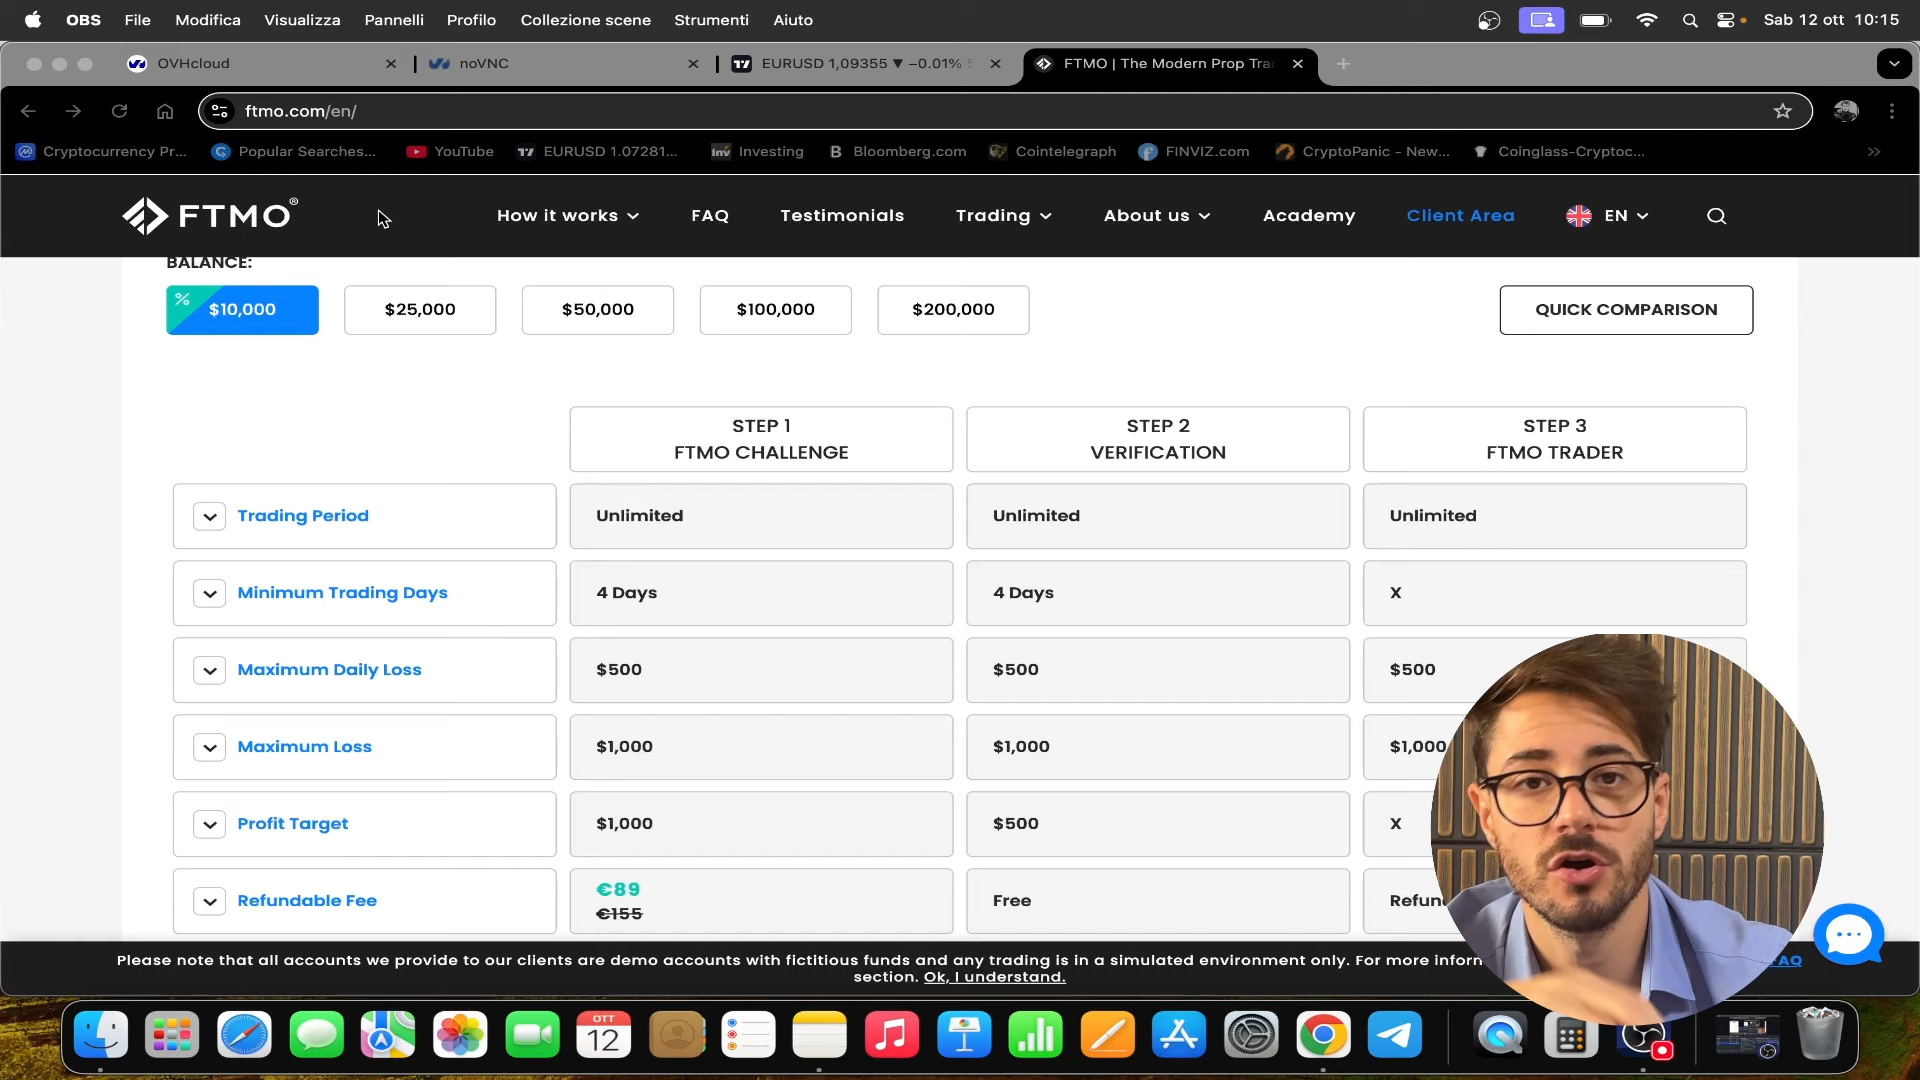 OBS File Modifica Visualizza Pannelli Profilo Collezione scene Strumenti Aiuto Sab 12 ott 10:15
OVHcloud noVNC EURUSD 1,09355 ▼ −0.01% FTMO | The Modern Prop Trad
ftmo.com/en/
Cryptocurrency Pr... Popular Searches... YouTube EURUSD 1.07281... Investing Bloomberg.com Cointelegraph FINVIZ.com CryptoPanic - New... Coinglass-Cryptoc...
FTMO® How it works FAQ Testimonials Trading About us Academy Client Area EN
BALANCE:
% $10,000 $25,000 $50,000 $100,000 $200,000 QUICK COMPARISON
STEP 1 STEP 2 STEP 3
FTMO CHALLENGE VERIFICATION FTMO TRADER
Trading Period Unlimited Unlimited Unlimited
Minimum Trading Days 4 Days 4 Days X
Maximum Daily Loss $500 $500 $500
Maximum Loss $1,000 $1,000 $1,000
Profit Target $1,000 $500 X
Refundable Fee €89 Free Refun
€155
Please note that all accounts we provide to our clients are demo accounts with fictitious funds and any trading is in a simulated environment only. For more inform FAQ
section. Ok, I understand.
OTT
12